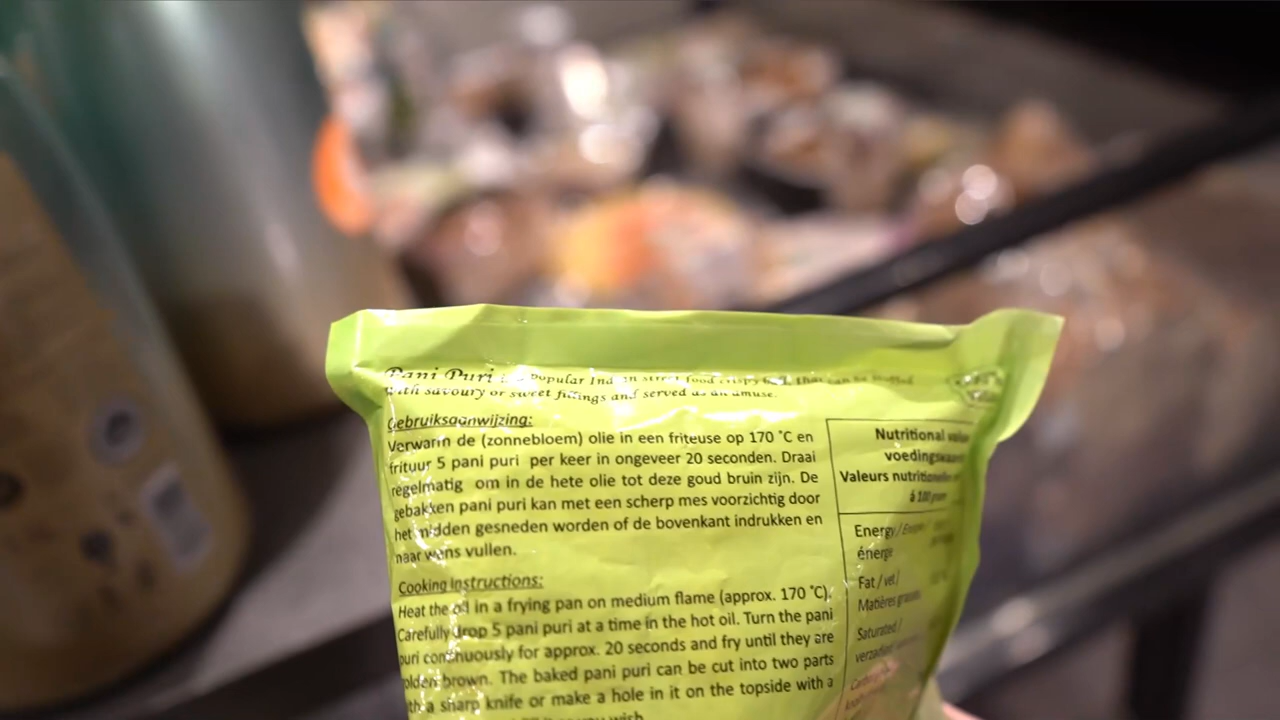 Pani Puri is a popular Indian street food crispy ball, that can be stuffed
with savoury or sweet fillings and served as an amuse.
Gebruiksaanwijzing:
Verwarm de (zonnebloem) olie in een friteuse op 170 °C en
frituur 5 pani puri per keer in ongeveer 20 seconden. Draai
regelmatig om in de hete olie tot deze goud bruin zijn. De
gebakken pani puri kan met een scherp mes voorzichtig door
het midden gesneden worden of de bovenkant indrukken en
naar wens vullen.
Cooking Instructions:
Heat the oil in a frying pan on medium flame (approx. 170 °C).
Carefully drop 5 pani puri at a time in the hot oil. Turn the pani
puri continuously for approx. 20 seconds and fry until they are
golden brown. The baked pani puri can be cut into two parts
with a sharp knife or make a hole in it on the topside with a
you wish.
Nutritional
voedingswaarde
Valeurs nutritionelles
á 100 gram
Energy /
énergé
Fat / vet /
Matières grasses
Saturated /